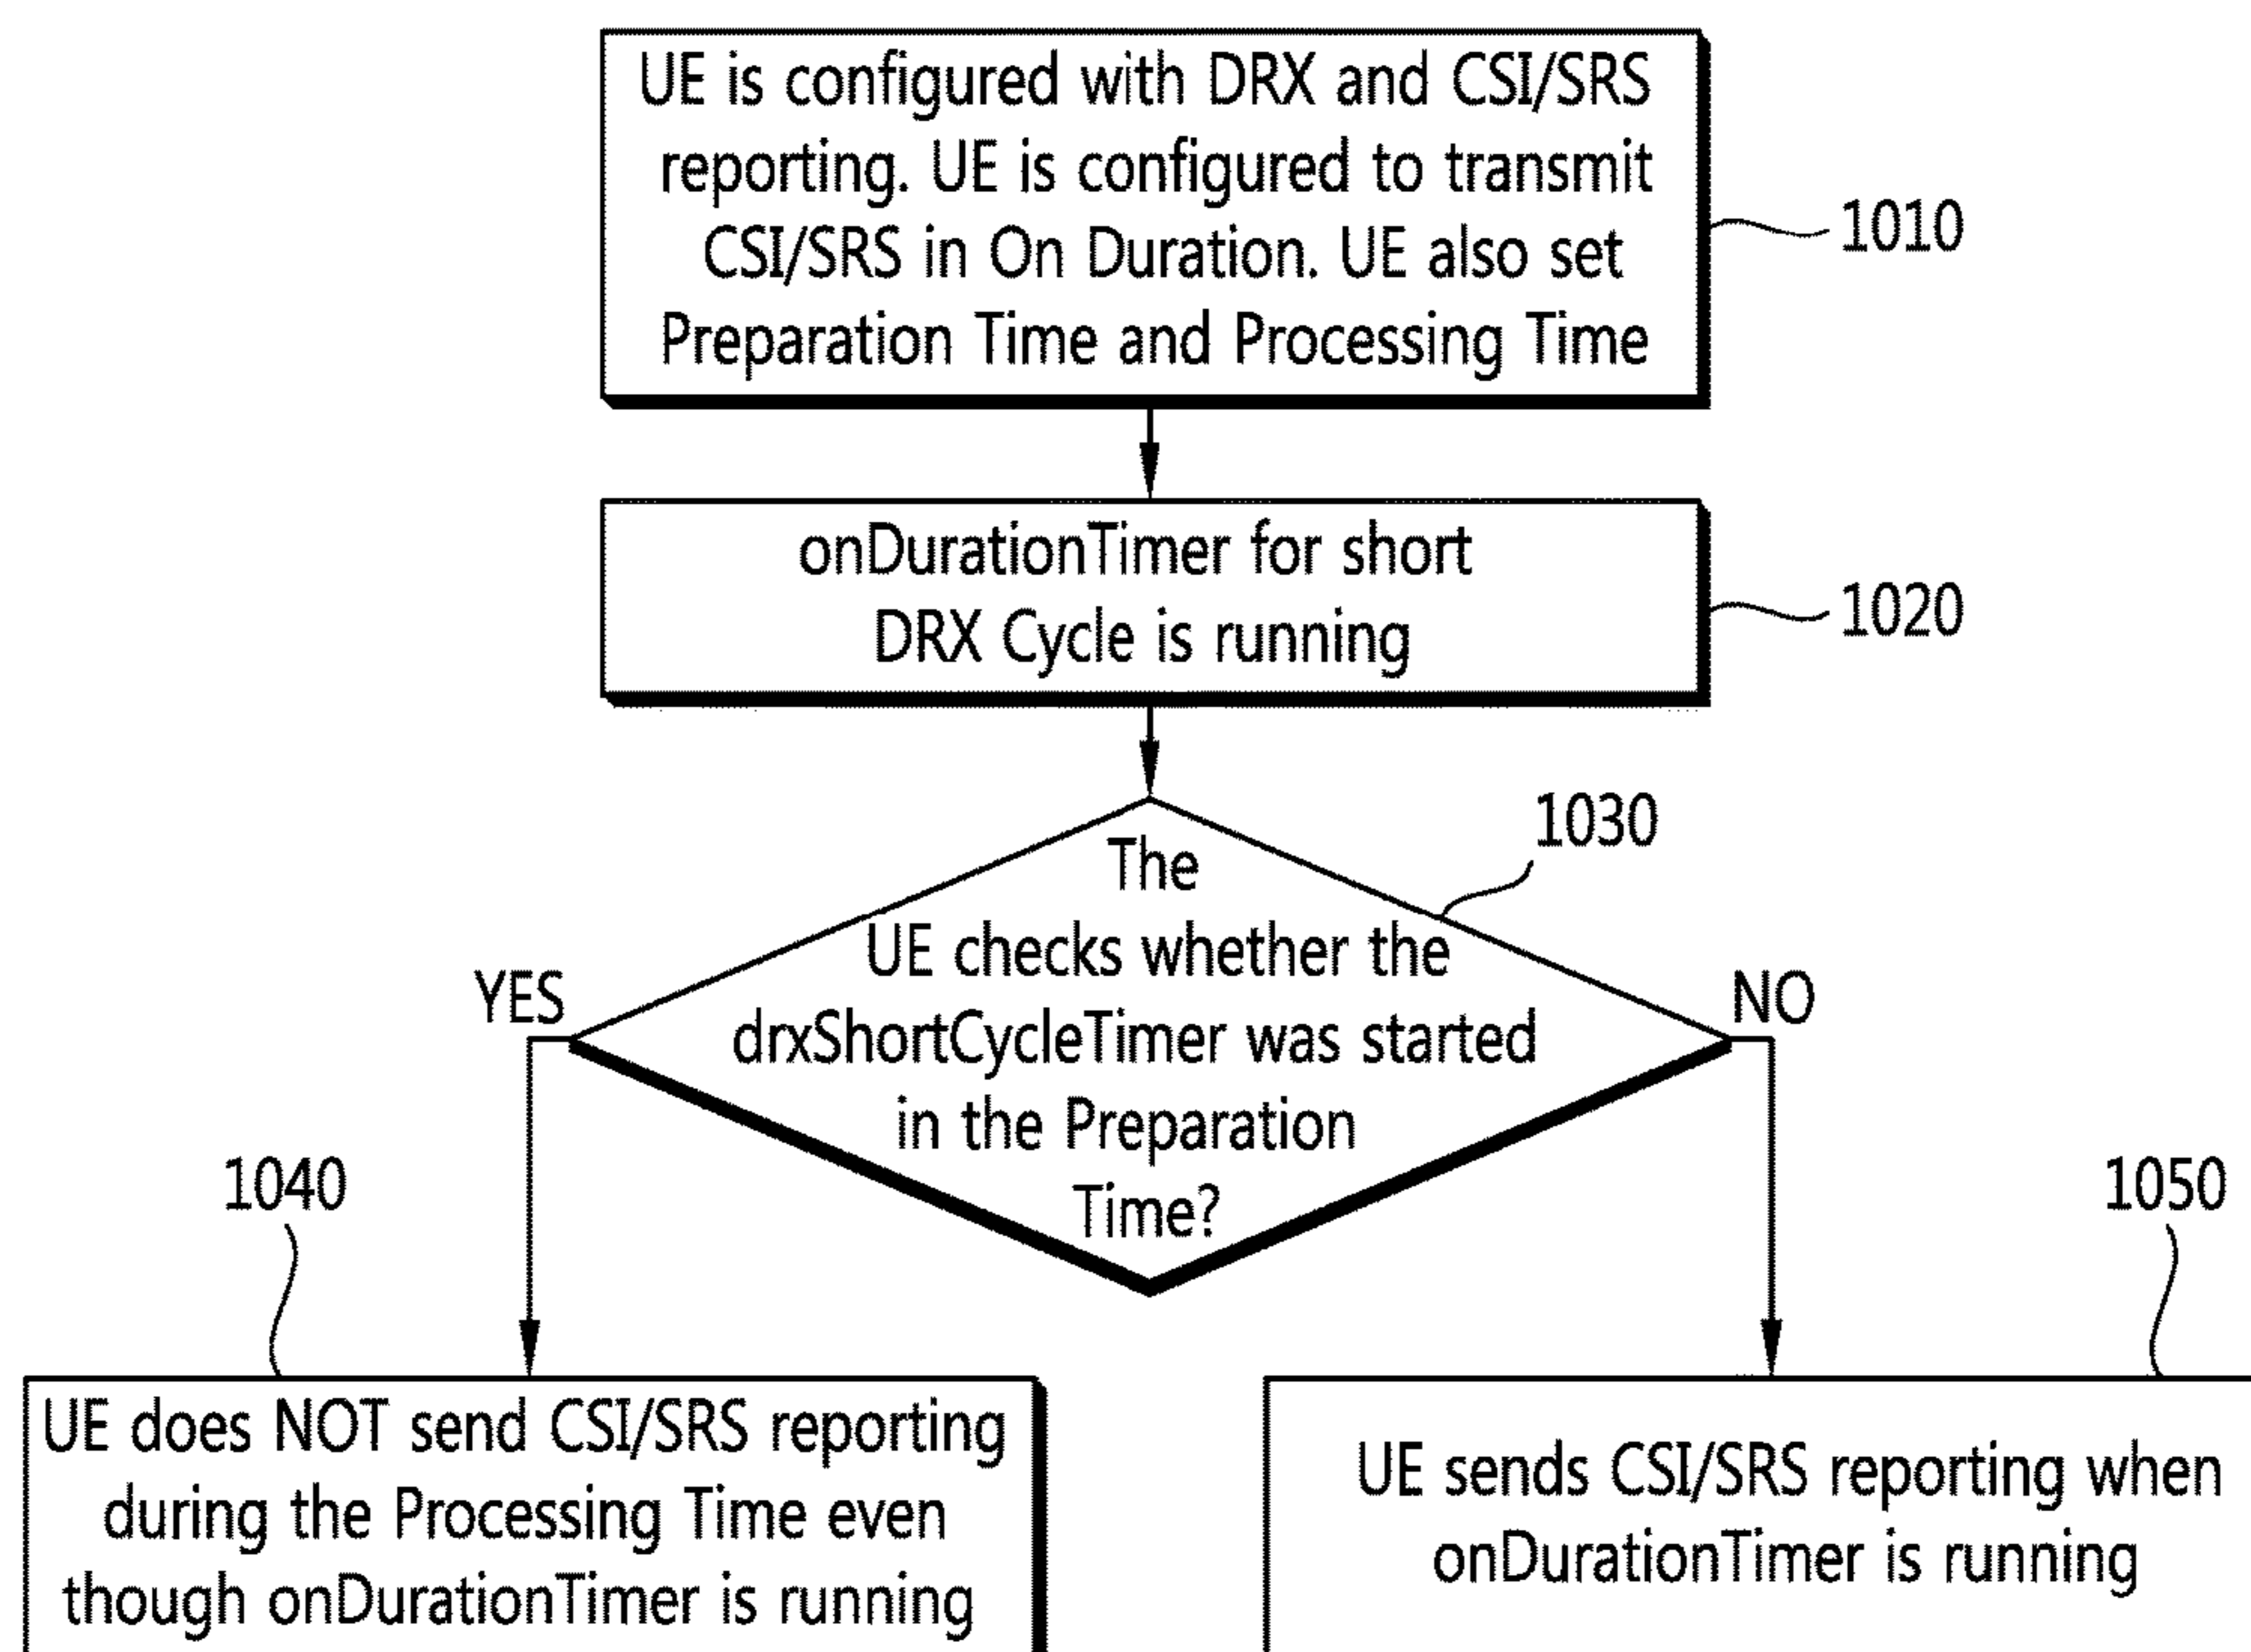 UE is configured with DRX and CSI/SRS
reporting. UE is configured to transmit
CSI/SRS in On Duration. UE also set
Preparation Time and Processing Time
1010
onDurationTimer for short
DRX Cycle is running
1020
1030
The
UE checks whether the
drxShortCycleTimer was started
in the Preparation
Time?
YES
NO
1040
1050
UE does NOT send CSI/SRS reporting
during the Processing Time even
though onDurationTimer is running
UE sends CSI/SRS reporting when
onDurationTimer is running